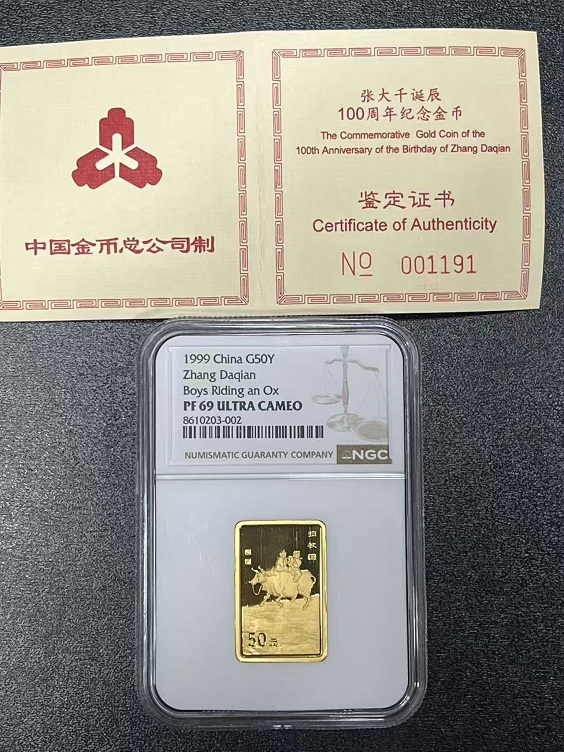 中国金币总公司制
张大千诞辰
100周年纪念金币
The Commemorative Gold Coin of the
100th Anniversary of the Birthday of Zhang Daqian
鉴定证书
Certificate of Authenticity
No 001191
1999 China G50Y
Zhang Daqian
Boys Riding an Ox
PF 69 ULTRA CAMEO
8610203-002
NUMISMATIC GUARANTY COMPANY
NGC
50元